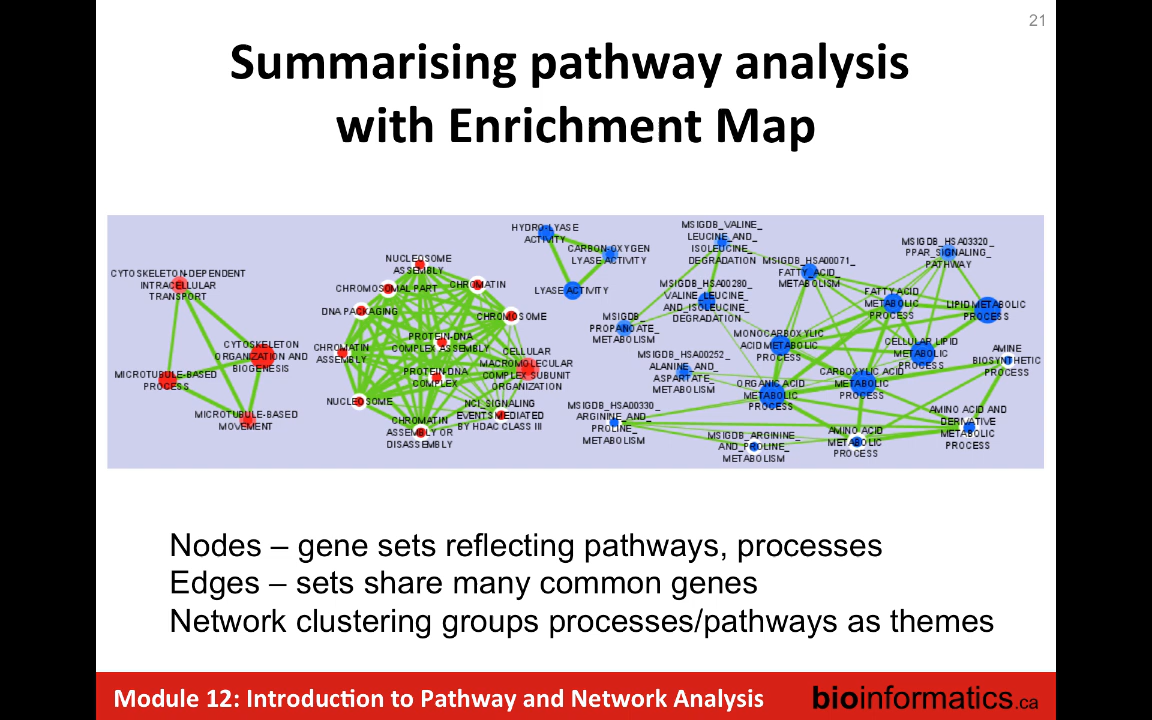 21
Summarising pathway analysis
with Enrichment Map
CYTOSKELETON-DEPENDENT
INTRACELLULAR
TRANSPORT
MICROTUBULE-BASED
PROCESS
CYTOSKELETON
ORGANIZATION AND
BIOGENESIS
MICROTUBULE-BASED
MOVEMENT
NUCLEOSOME
ASSEMBLY
CHROMOSOMAL PART
CHROMATIN
DNA PACKAGING
CHROMOSOME
PROTEIN-DNA
COMPLEX ASSEMBLY
CHROMATIN
ASSEMBLY
CELLULAR
MACROMOLECULAR
COMPLEX SUBUNIT
ORGANIZATION
PROTEIN-DNA
COMPLEX
NUCLEOSOME
NCI_SIGNALING
EVENTS MEDIATED
BY HDAC CLASS III
CHROMATIN
ASSEMBLY OR
DISASSEMBLY
HYDRO-LYASE
ACTIVITY
CARBON-OXYGEN
LYASE ACTIVITY
LYASE ACTIVITY
MSIGDB_VALINE_
LEUCINE_AND_
ISOLEUCINE_
DEGRADATION
MSIGDB_HSA00071_
FATTY_ACID_
METABOLISM
MSIGDB_HSA03320_
PPAR_SIGNALING_
PATHWAY
MSIGDB_HSA00280_
VALINE_LEUCINE_
AND_ISOLEUCINE_
DEGRADATION
FATTY ACID
METABOLIC
PROCESS
LIPID METABOLIC
PROCESS
MSIGDB_
PROPANOATE_
METABOLISM
MONOCARBOXYLIC
ACID METABOLIC
PROCESS
CELLULAR LIPID
METABOLIC
PROCESS
AMINE
BIOSYNTHETIC
PROCESS
MSIGDB_HSA00252_
ALANINE_AND_
ASPARTATE_
METABOLISM
ORGANIC ACID
METABOLIC
PROCESS
CARBOXYLIC ACID
METABOLIC
PROCESS
MSIGDB_HSA00330_
ARGININE_AND_
PROLINE_
METABOLISM
MSIGDB_ARGININE_
AND_PROLINE_
METABOLISM
AMINO ACID
METABOLIC
PROCESS
AMINO ACID AND
DERIVATIVE
METABOLIC
PROCESS
Nodes – gene sets reflecting pathways, processes
Edges – sets share many common genes
Network clustering groups processes/pathways as themes
Module 12: Introduction to Pathway and Network Analysis
bioinformatics.ca